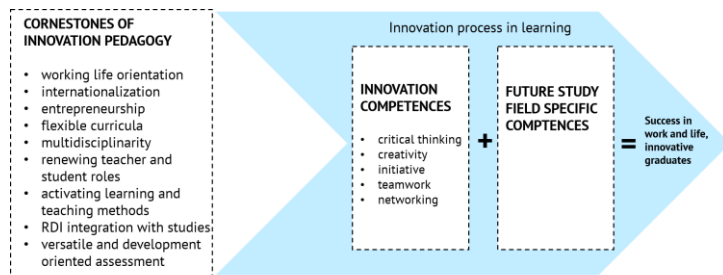 CORNESTONES OF
INNOVATION PEDAGOGY
• working life orientation
• internationalization
• entrepreneurship
• flexible curricula
• multidisciplinarity
• renewing teacher and
student roles
• activating learning and
teaching methods
• RDI integration with studies
• versatile and development
oriented assessment
Innovation process in learning
INNOVATION
COMPETENCES
• critical thinking
• creativity
• initiative
• teamwork
• networking
+
FUTURE STUDY
FIELD SPECIFIC
COMPTENCES
=
Success in
work and life,
innovative
graduates